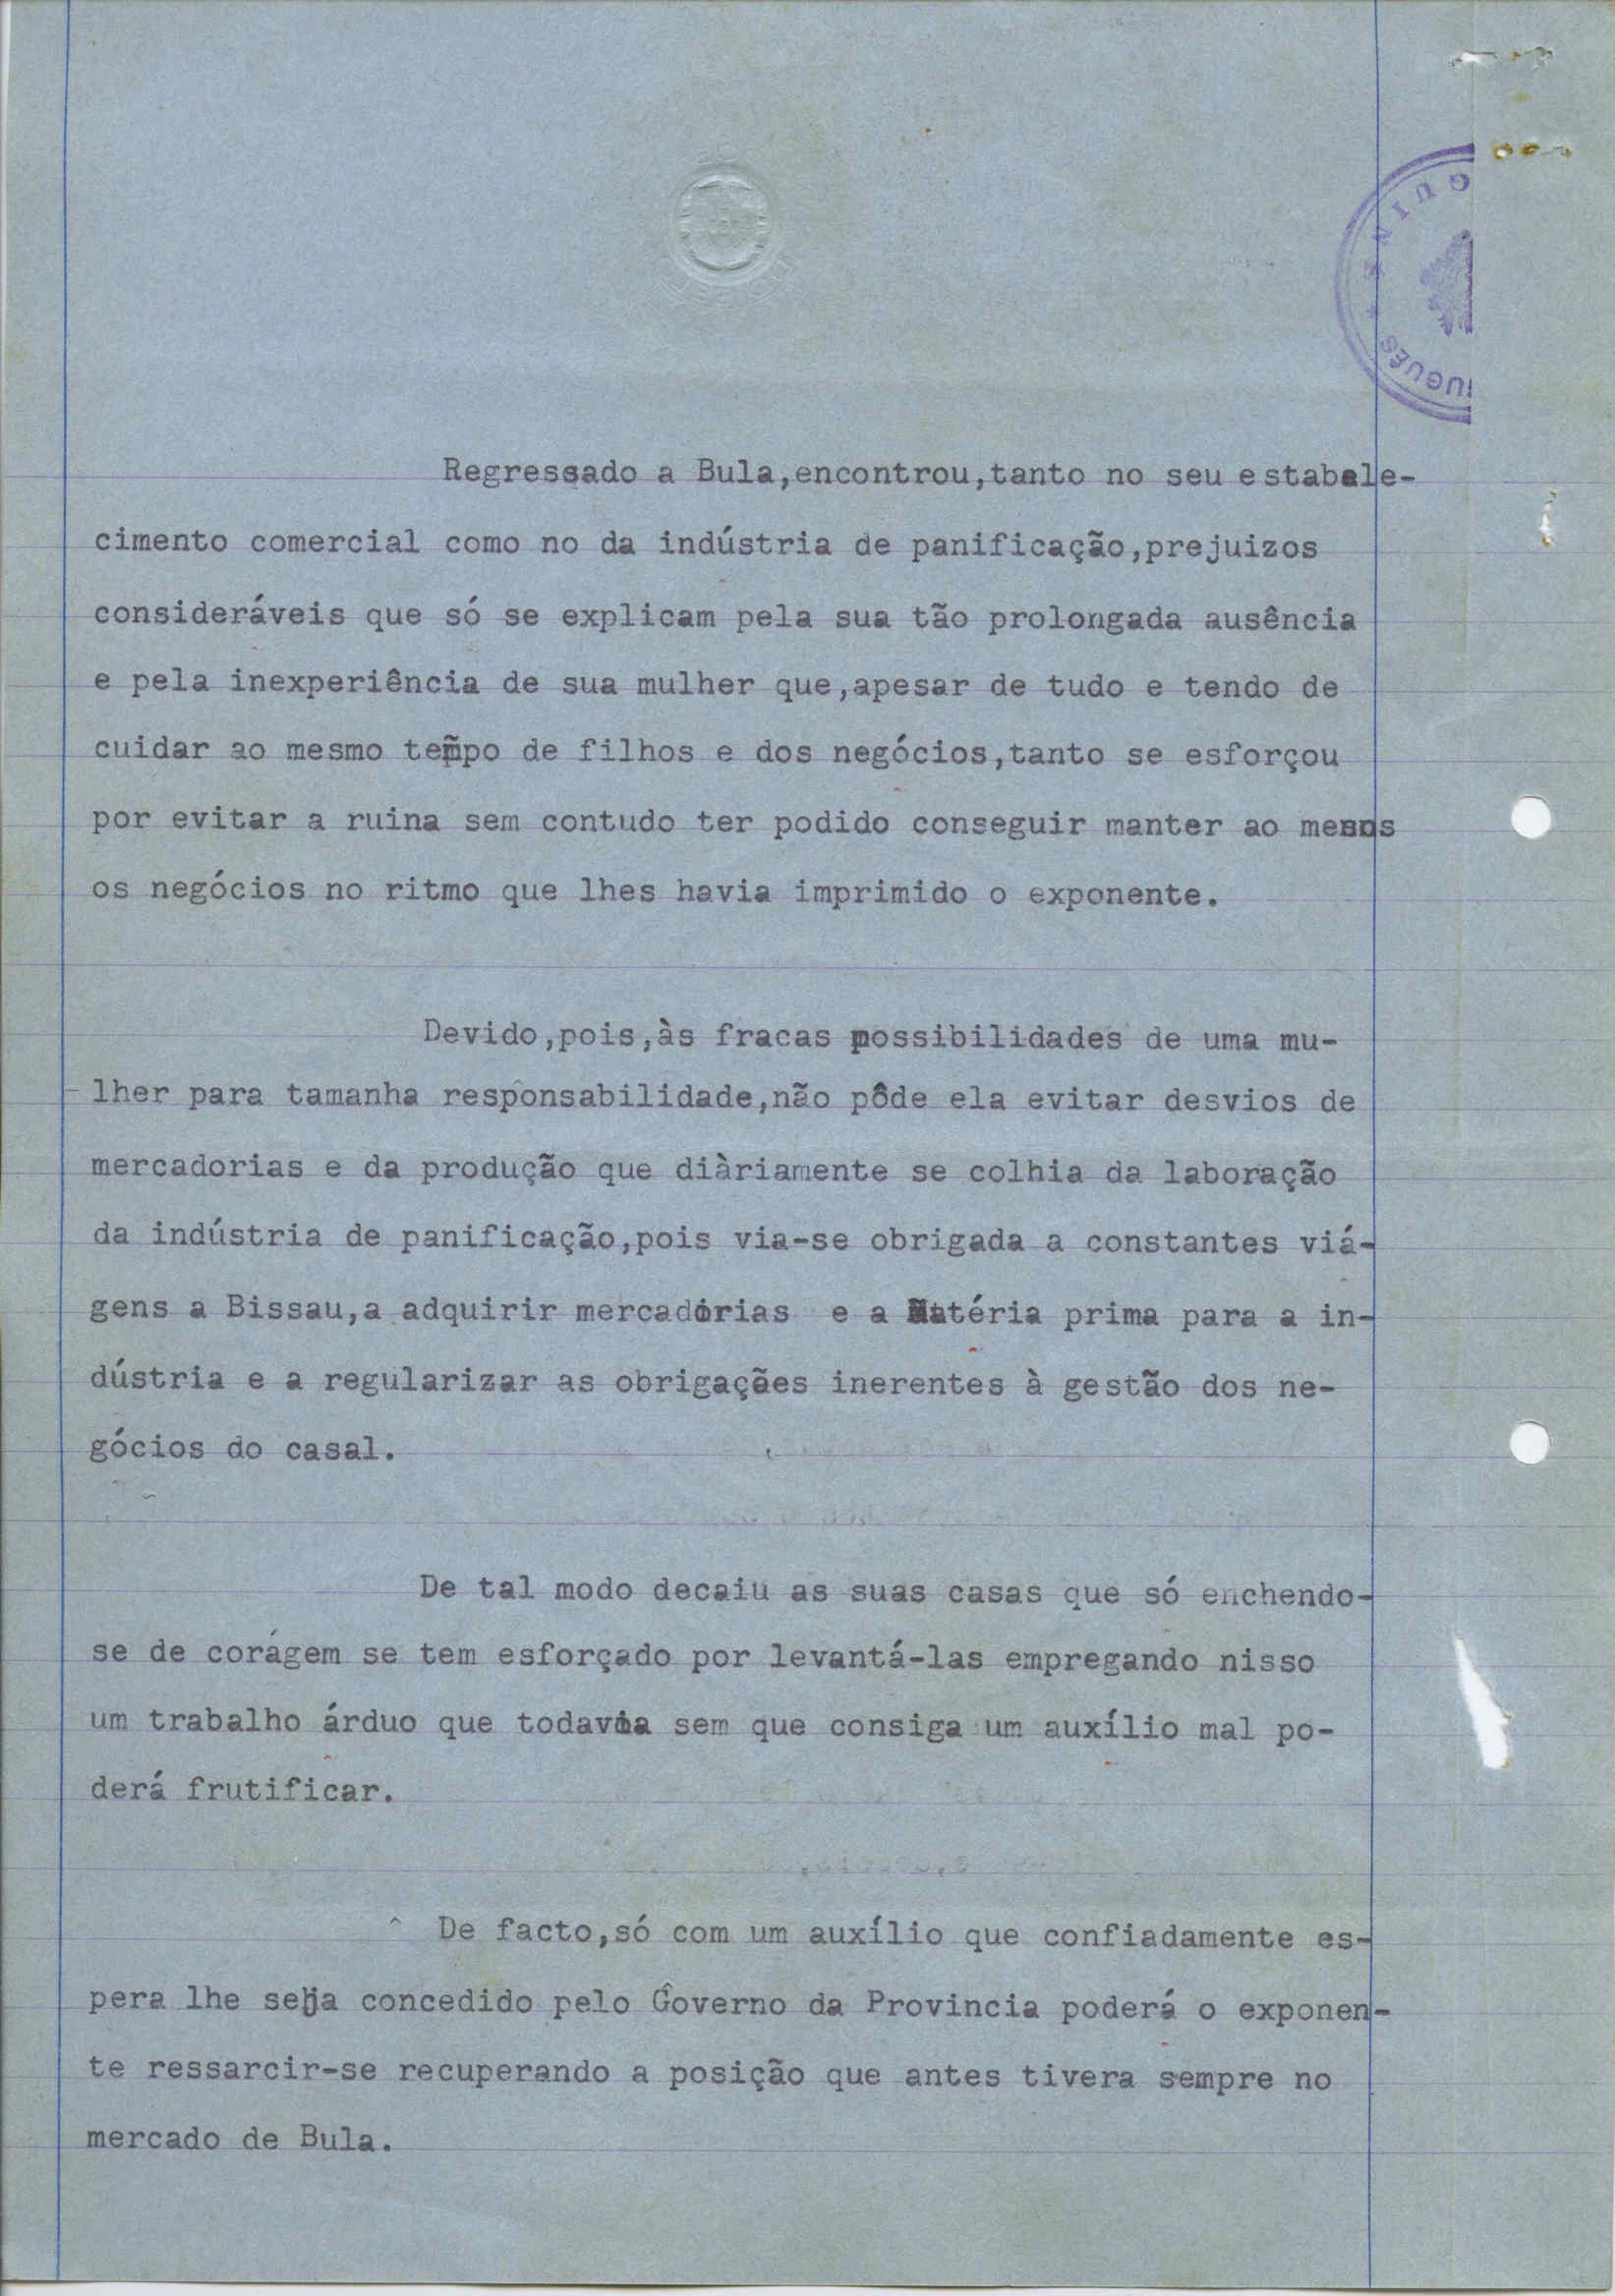 GUINÉ
UGUÊS
Regressado a Bula,encontrou,tanto no seu estabele-
cimento comercial como no da indústria de panificação,prejuizos
consideráveis que só se explicam pela sua tão prolongada ausência
e pela inexperiência de sua mulher que,apesar de tudo e tendo de
cuidar ao mesmo tempo de filhos e dos negócios,tanto se esforçou
por evitar a ruina sem contudo ter podido conseguir manter ao menos
os negócios no ritmo que lhes havia imprimido o exponente.
Devido,pois,às fracas possibilidades de uma mu-
lher para tamanha responsabilidade,não pôde ela evitar desvios de
mercadorias e da produção que diàriamente se colhia da laboração
da indústria de panificação,pois via-se obrigada a constantes viá-
gens a Bissau,a adquirir mercadorias e a Matéria prima para a in-
dústria e a regularizar as obrigações inerentes à gestão dos ne-
gócios do casal.
De tal modo decaiu as suas casas que só enchendo-
se de corágem se tem esforçado por levantá-las empregando nisso
um trabalho árduo que todavia sem que consiga um auxílio mal po-
derá frutificar.
De facto,só com um auxílio que confiadamente es-
pera lhe seja concedido pelo Governo da Provincia poderá o exponen-
te ressarcir-se recuperando a posição que antes tivera sempre no
mercado de Bula.